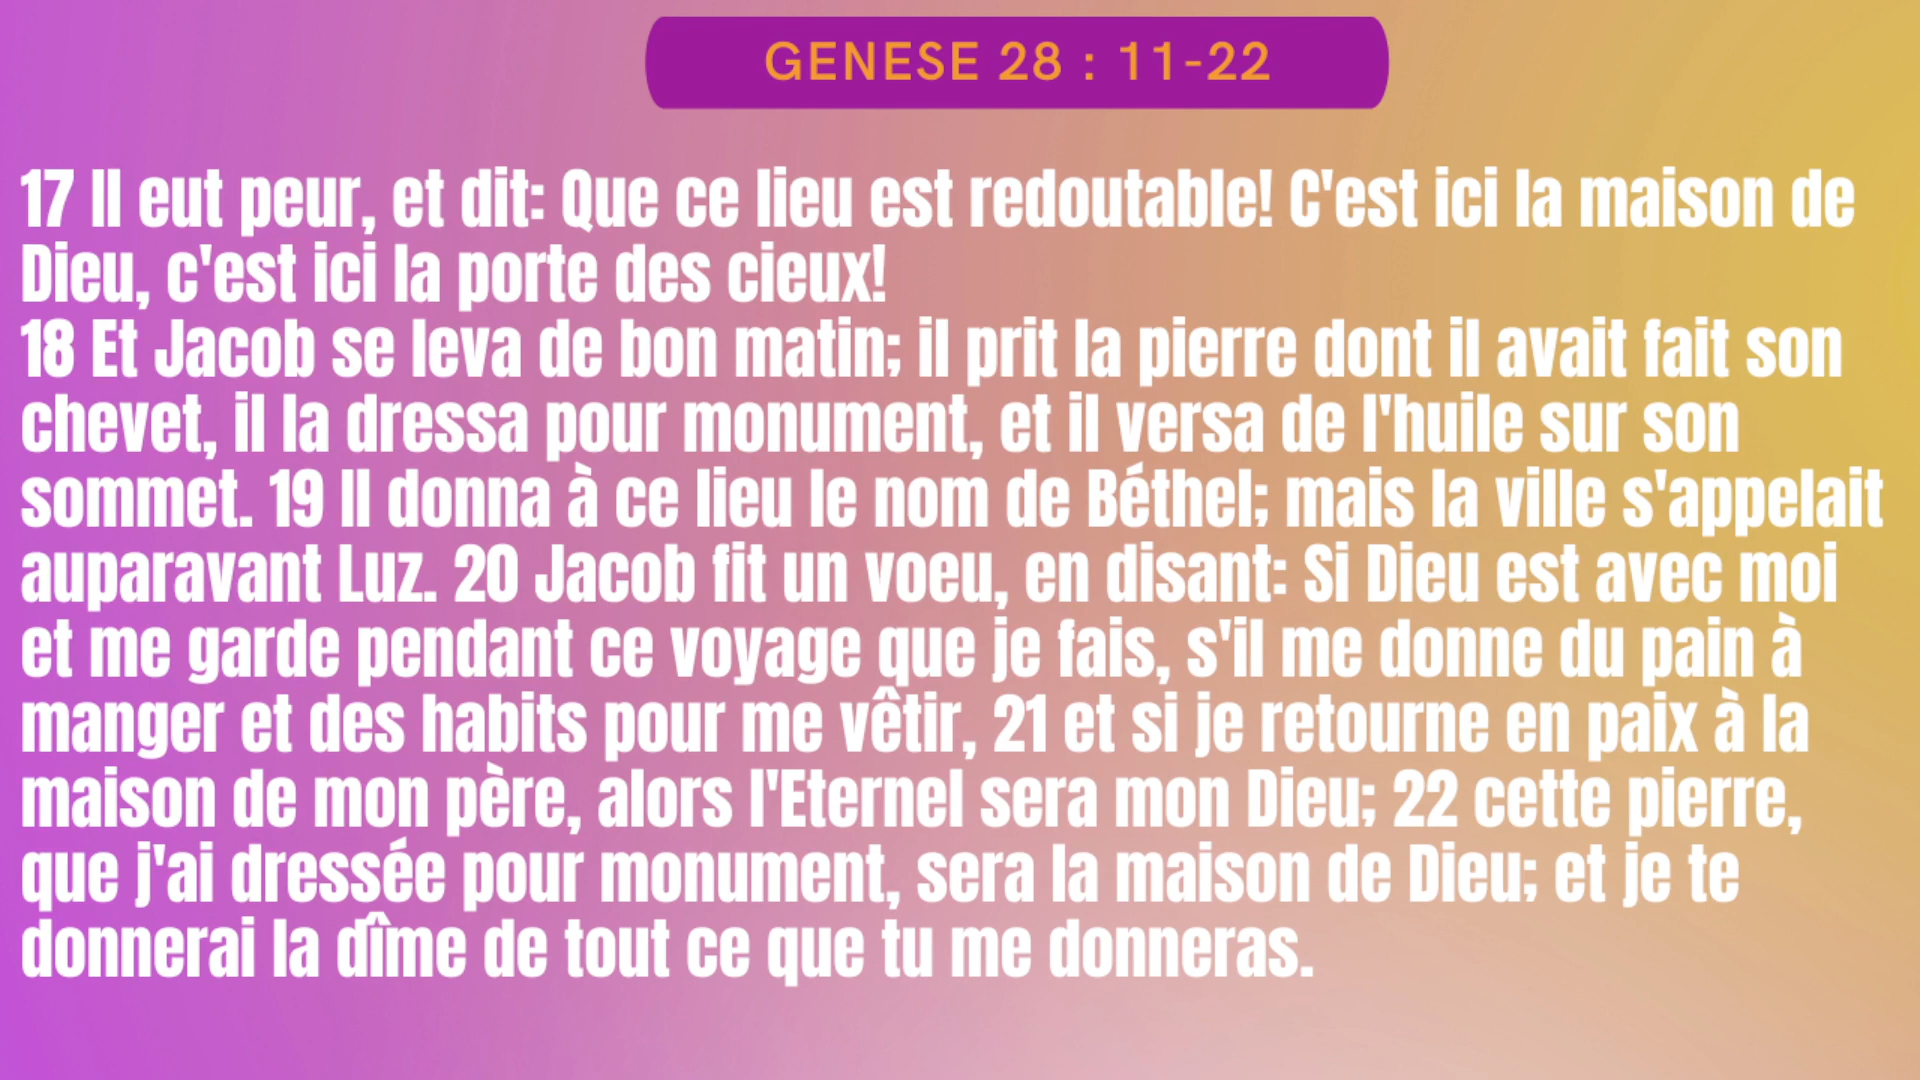 GENESE 28 : 11-22
17 Il eut peur, et dit: Que ce lieu est redoutable! C'est ici la maison de
Dieu, c'est ici la porte des cieux!
18 Et Jacob se leva de bon matin; il prit la pierre dont il avait fait son
chevet, il la dressa pour monument, et il versa de l'huile sur son
sommet. 19 Il donna à ce lieu le nom de Béthel; mais la ville s'appelait
auparavant Luz. 20 Jacob fit un voeu, en disant: Si Dieu est avec moi
et me garde pendant ce voyage que je fais, s'il me donne du pain à
manger et des habits pour me vêtir, 21 et si je retourne en paix à la
maison de mon père, alors l'Eternel sera mon Dieu; 22 cette pierre,
que j'ai dressée pour monument, sera la maison de Dieu; et je te
donnerai la dîme de tout ce que tu me donneras.